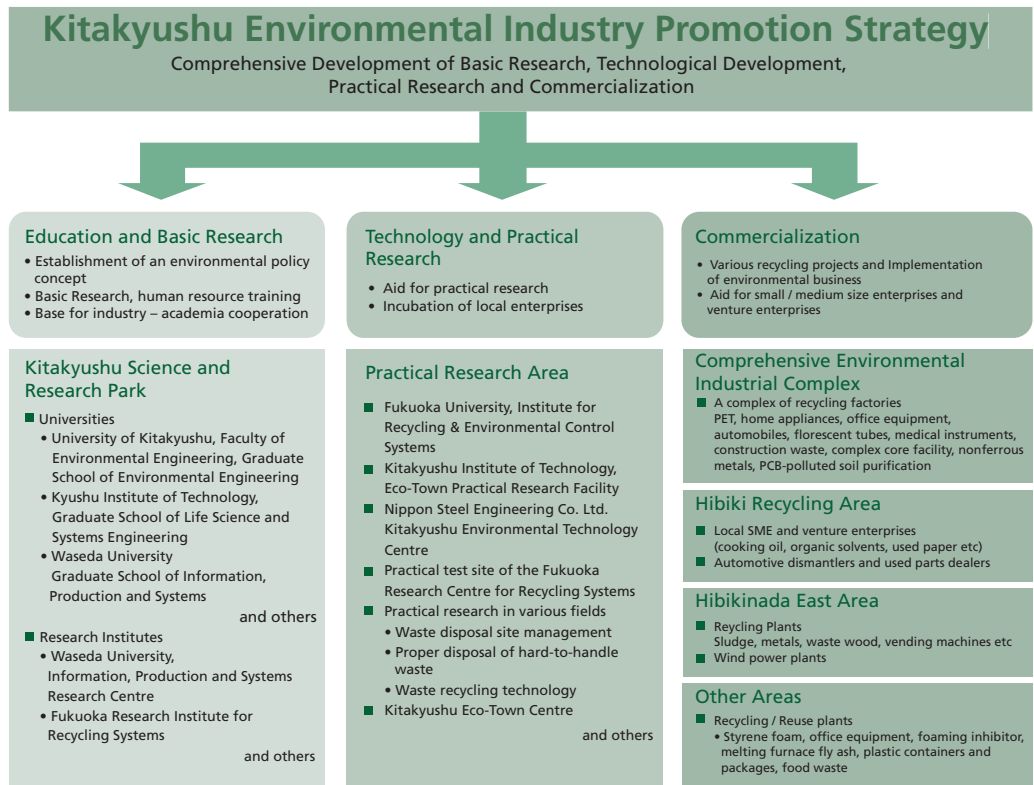 Kitakyushu Environmental Industry Promotion Strategy
Comprehensive Development of Basic Research, Technological Development,
Practical Research and Commercialization
Education and Basic Research
• Establishment of an environmental policy
concept
• Basic Research, human resource training
• Base for industry – academia cooperation
Technology and Practical
Research
• Aid for practical research
• Incubation of local enterprises
Commercialization
• Various recycling projects and Implementation
of environmental business
• Aid for small / medium size enterprises and
venture enterprises
Kitakyushu Science and
Research Park
■ Universities
• University of Kitakyushu, Faculty of
Environmental Engineering, Graduate
School of Environmental Engineering
• Kyushu Institute of Technology,
Graduate School of Life Science and
Systems Engineering
• Waseda University
Graduate School of Information,
Production and Systems
and others
■ Research Institutes
• Waseda University,
Information, Production and Systems
Research Centre
• Fukuoka Research Institute for
Recycling Systems
and others
Practical Research Area
■ Fukuoka University, Institute for
Recycling & Environmental Control
Systems
■ Kitakyushu Institute of Technology,
Eco-Town Practical Research Facility
■ Nippon Steel Engineering Co. Ltd.
Kitakyushu Environmental Technology
Centre
■ Practical test site of the Fukuoka
Research Centre for Recycling Systems
■ Practical research in various fields
• Waste disposal site management
• Proper disposal of hard-to-handle
waste
• Waste recycling technology
■ Kitakyushu Eco-Town Centre
and others
Comprehensive Environmental
Industrial Complex
■ A complex of recycling factories
PET, home appliances, office equipment,
automobiles, florescent tubes, medical instruments,
construction waste, complex core facility, nonferrous
metals, PCB-polluted soil purification
Hibiki Recycling Area
■ Local SME and venture enterprises
(cooking oil, organic solvents, used paper etc)
■ Automotive dismantlers and used parts dealers
Hibikinada East Area
■ Reycling Plants
Sludge, metals, waste wood, vending machines etc
■ Wind power plants
Other Areas
■ Recycling / Reuse plants
• Styrene foam, office equipment, foaming inhibitor,
melting furnace fly ash, plastic containers and
packages, food waste